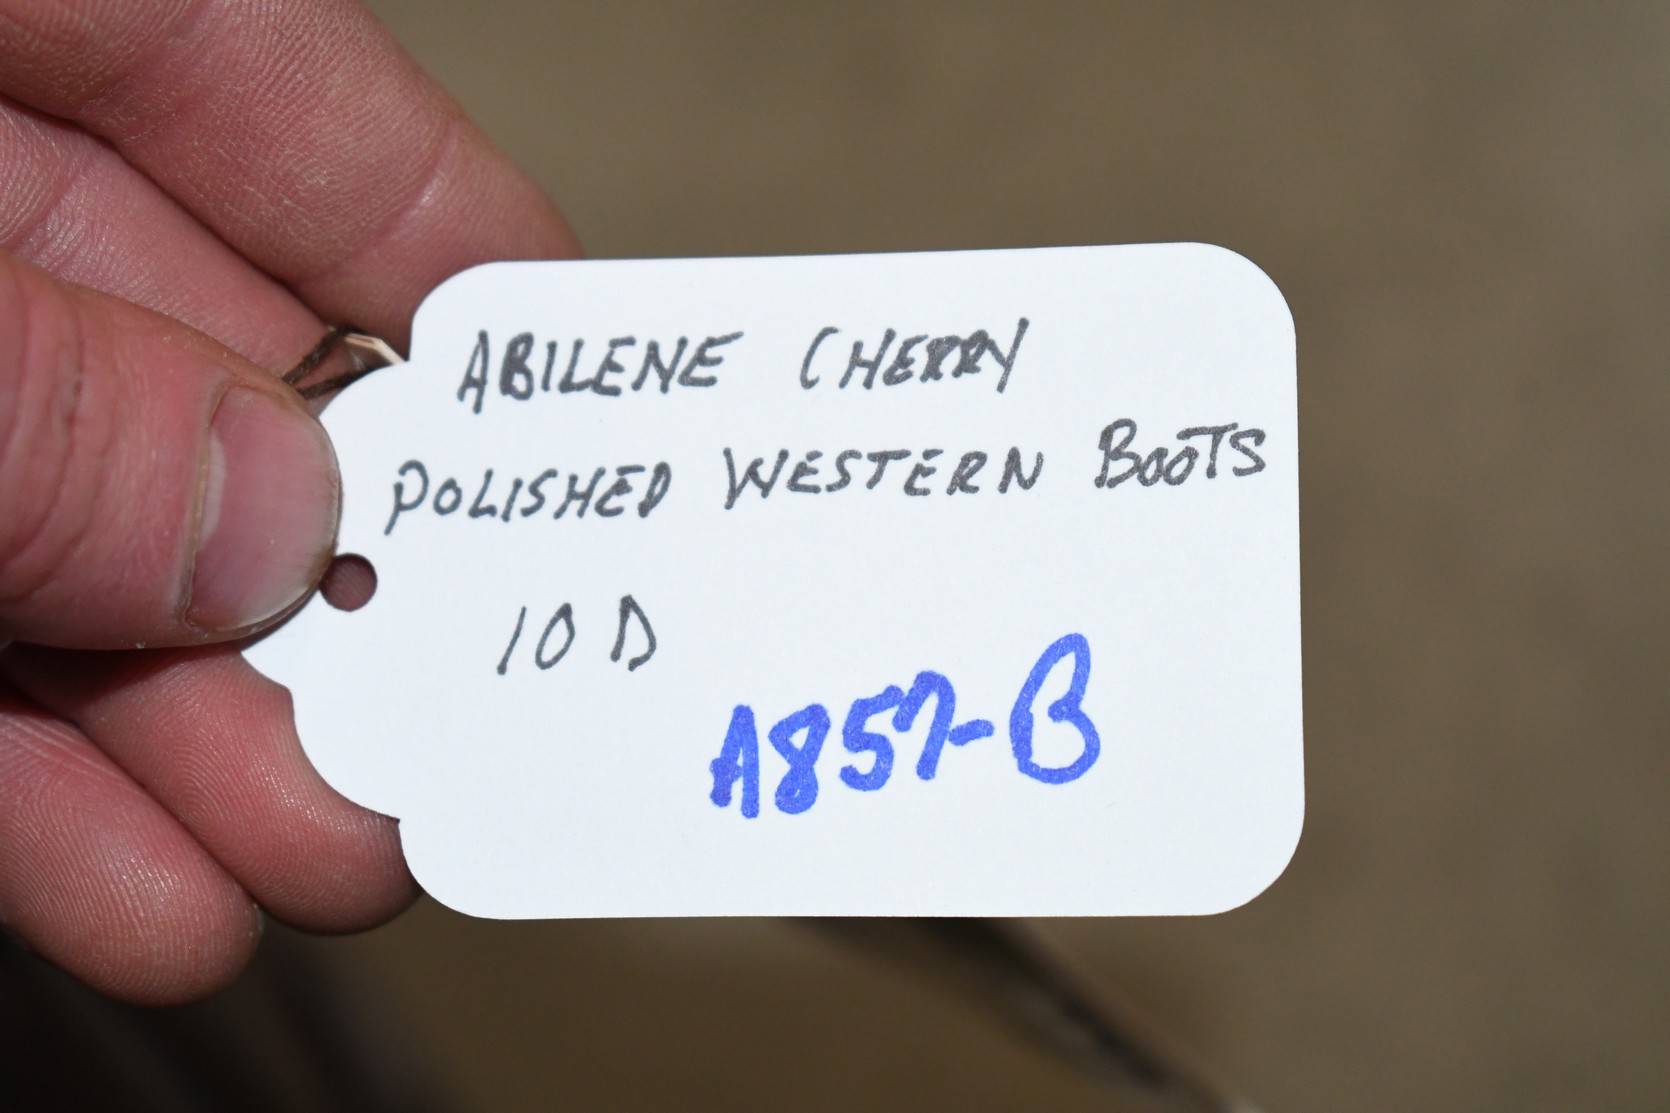 ABILENE CHERRY
POLISHED WESTERN BOOTS
10 D
A857-B